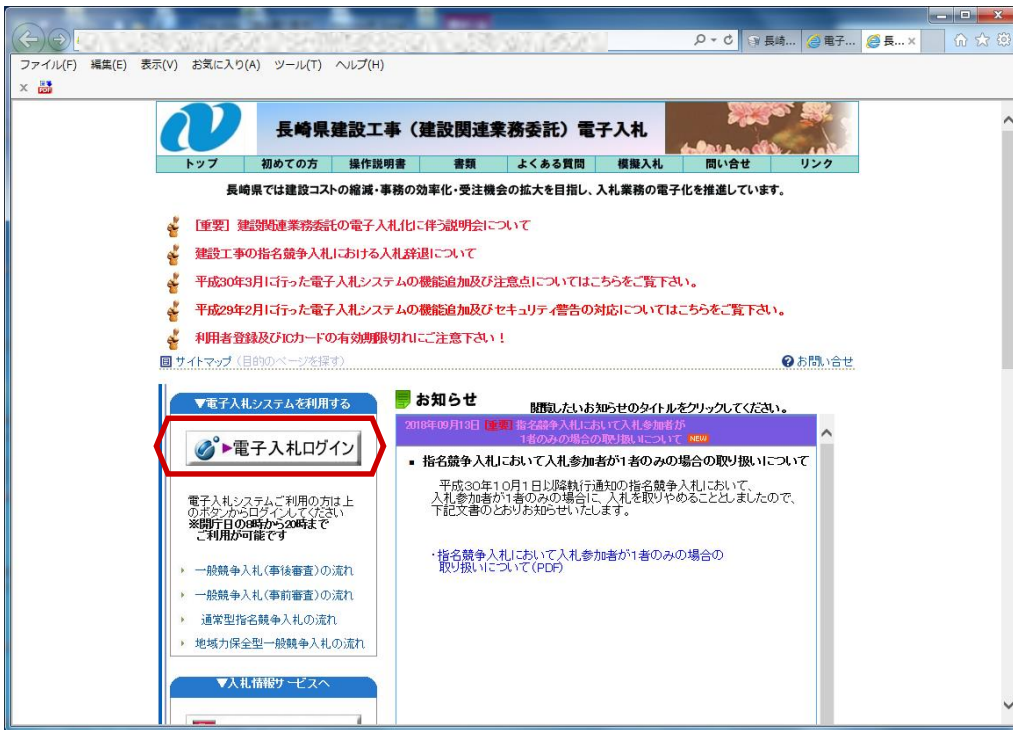 長崎...
電子...
長...
ファイル(F) 編集(E) 表示(V) お気に入り(A) ツール(T) ヘルプ(H)
PDF
長崎県建設工事（建設関連業務委託）電子入札
トップ 初めての方 操作説明書 書類 よくある質問 模擬入札 問い合せ リンク
長崎県では建設コストの縮減・事務の効率化・受注機会の拡大を目指し、入札業務の電子化を推進しています。
［重要］建設関連業務委託の電子入札化に伴う説明会について
建設工事の指名競争入札における入札辞退について
平成30年3月に行った電子入札システムの機能追加及び注意点についてはこちらをご覧下さい。
平成29年2月に行った電子入札システムの機能追加及びセキュリティ警告の対応についてはこちらをご覧下さい。
利用者登録及びICカードの有効期限切れにご注意下さい！
サイトマップ（目的のページを探す） お問い合せ
▼電子入札システムを利用する
▶電子入札ログイン
電子入札システムご利用の方は上
のボタンからログインしてください
※開庁日の8時から20時まで
ご利用が可能です
一般競争入札(事後審査)の流れ
一般競争入札(事前審査)の流れ
通常型指名競争入札の流れ
地域力保全型一般競争入札の流れ
▼入札情報サービスへ
お知らせ 閲覧したいお知らせのタイトルをクリックしてください。
2018年09月13日 [重要] 指名競争入札において入札参加者が
1者のみの場合の取り扱いについて NEW
■ 指名競争入札において入札参加者が1者のみの場合の取り扱いについて
平成30年10月1日以降執行通知の指名競争入札において、
入札参加者が1者のみの場合に、入札を取りやめることとしましたので、
下記文書のとおりお知らせいたします。
・指名競争入札において入札参加者が1者のみの場合の
取り扱いについて(PDF)